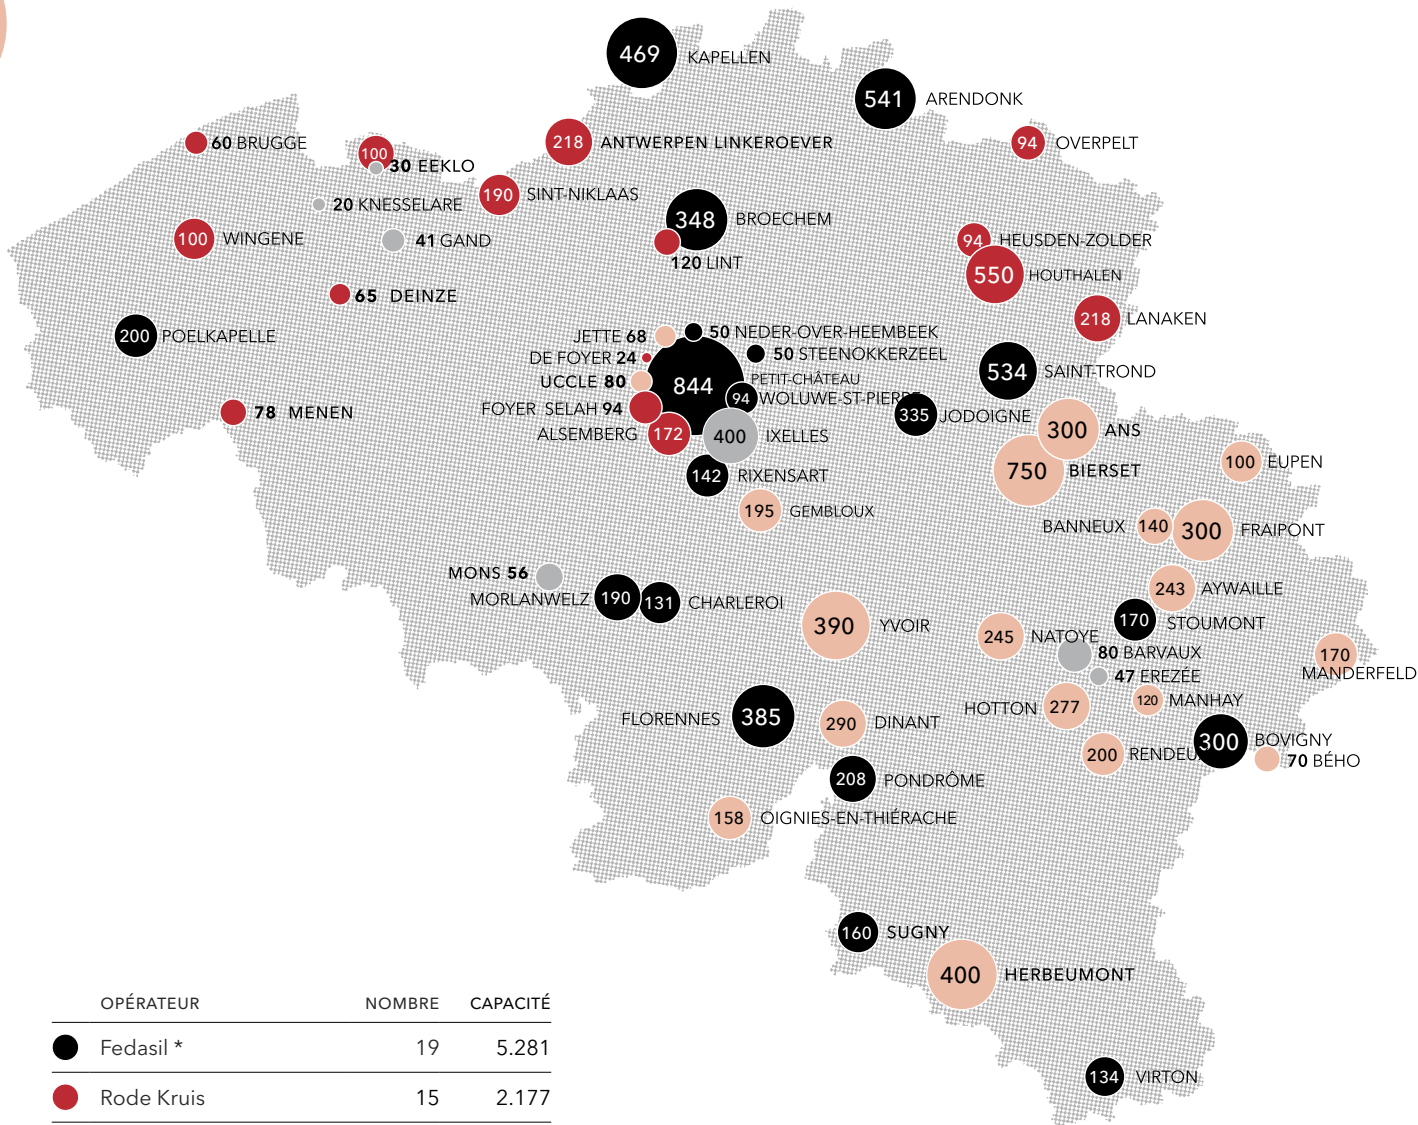 469 KAPELLEN
541 ARENDONK
60 BRUGGE
100
30 EEKLO
218 ANTWERPEN LINKEROEVER
94 OVERPELT
190 SINT-NIKLAAS
20 KNESSELARE
348 BROECHEM
100 WINGENE
41 GAND
120 LINT
94 HEUSDEN-ZOLDER
550 HOUTHALEN
65 DEINZE
218 LANAKEN
200 POELKAPELLE
JETTE 68
50 NEDER-OVER-HEEMBEEK
DE FOYER 24
50 STEENOKKERZEEL
534 SAINT-TROND
UCCLE 80
844 PETIT-CHÂTEAU
94 WOLUWE-ST-PIERRE
FOYER SELAH 94
78 MENEN
335 JODOIGNE
ALSEMBERG 172
400 IXELLES
300 ANS
750 BIERSET
100 EUPEN
142 RIXENSART
195 GEMBLOUX
BANNEUX 140
300 FRAIPONT
MONS 56
MORLANWELZ 190
131 CHARLEROI
243 AYWAILLE
170 STOUMONT
390 YVOIR
245 NATOYE
80 BARVAUX
170
MANDERFELD
47 EREZÉE
HOTTON 277
120 MANHAY
FLORENNES 385
290 DINANT
200 RENDEUX
300 BOVIGNY
70 BÉHO
208 PONDRÔME
158 OIGNIES-EN-THIÉRACHE
160 SUGNY
400 HERBEUMONT
134 VIRTON
OPÉRATEUR NOMBRE CAPACITÉ
Fedasil * 19 5.281
Rode Kruis 15 2.177